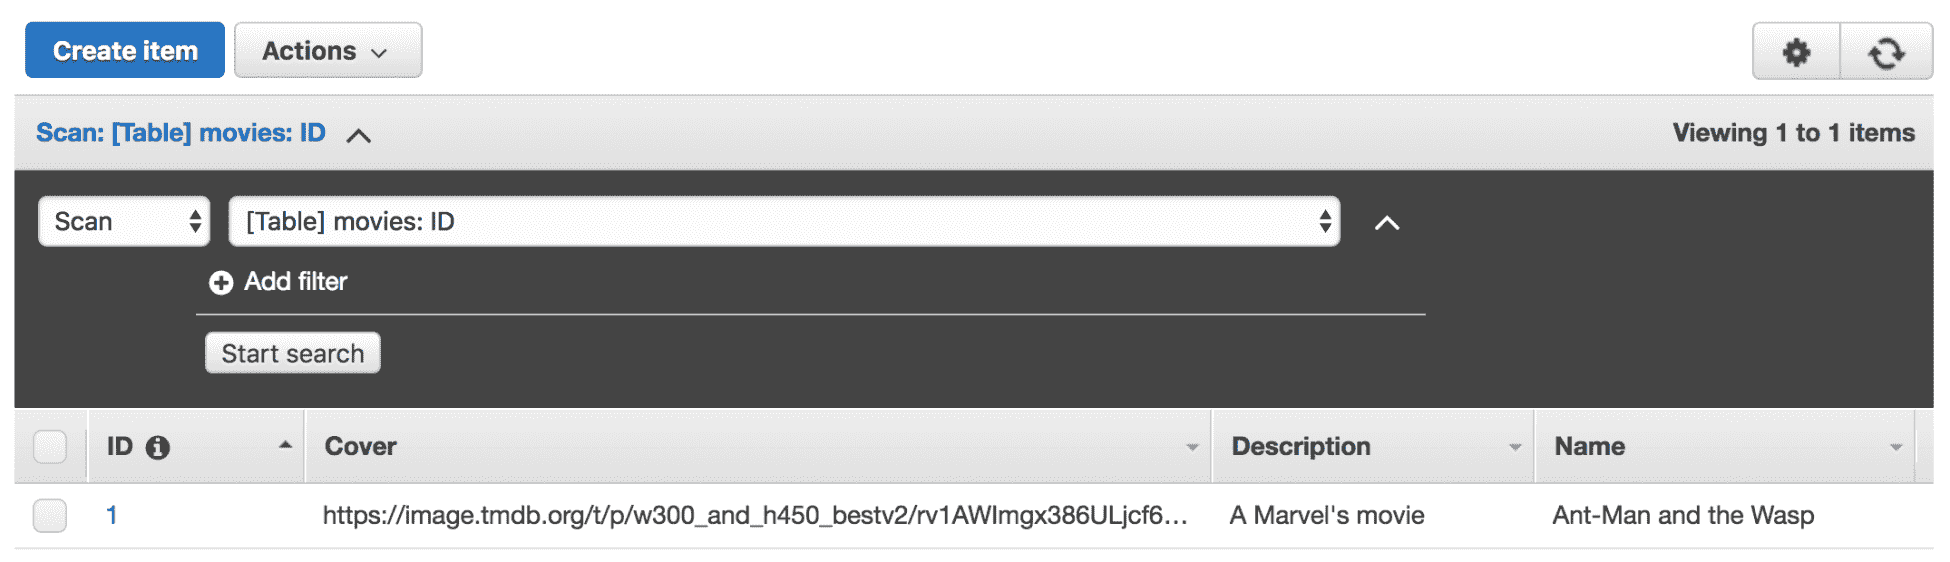 Create item Actions
Scan: [Table] movies: ID Viewing 1 to 1 items
Scan [Table] movies: ID
Add filter
Start search
ID Cover Description Name
1 https://image.tmdb.org/t/p/w300_and_h450_bestv2/rv1AWImgx386ULjcf6... A Marvel's movie Ant-Man and the Wasp